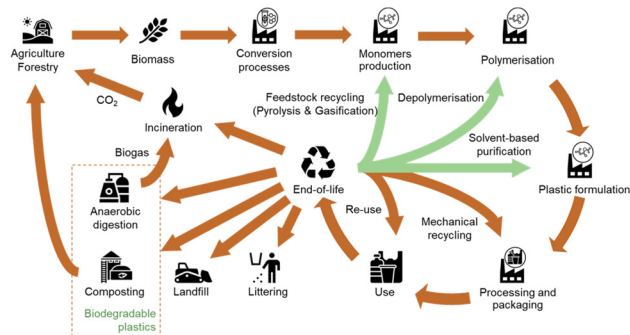 Agriculture
Forestry
Biomass
Conversion
processes
Monomers
production
Polymerisation
CO₂
Incineration
Feedstock recycling
(Pyrolysis & Gasification)
Depolymerisation
Solvent-based
purification
Biogas
End-of-life
Plastic formulation
Anaerobic
digestion
Re-use
Mechanical
recycling
Composting
Landfill
Littering
Use
Processing and
packaging
Biodegradable
plastics